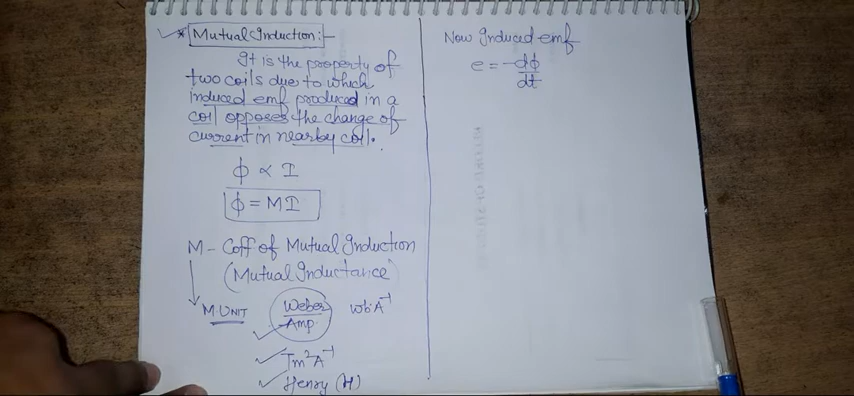 * Mutual Induction:-
It is the property of
two coils due to which
induced emf produced in a
coil opposes the change of
current in nearby coil.
ϕ ∝ I
ϕ = MI
M - Coff of Mutual Induction
(Mutual Inductance)
M. UNIT Weber/Amp. wb A⁻¹
Tm²A⁻¹
Henry (H)
Now Induced emf
e = -dϕ/dt